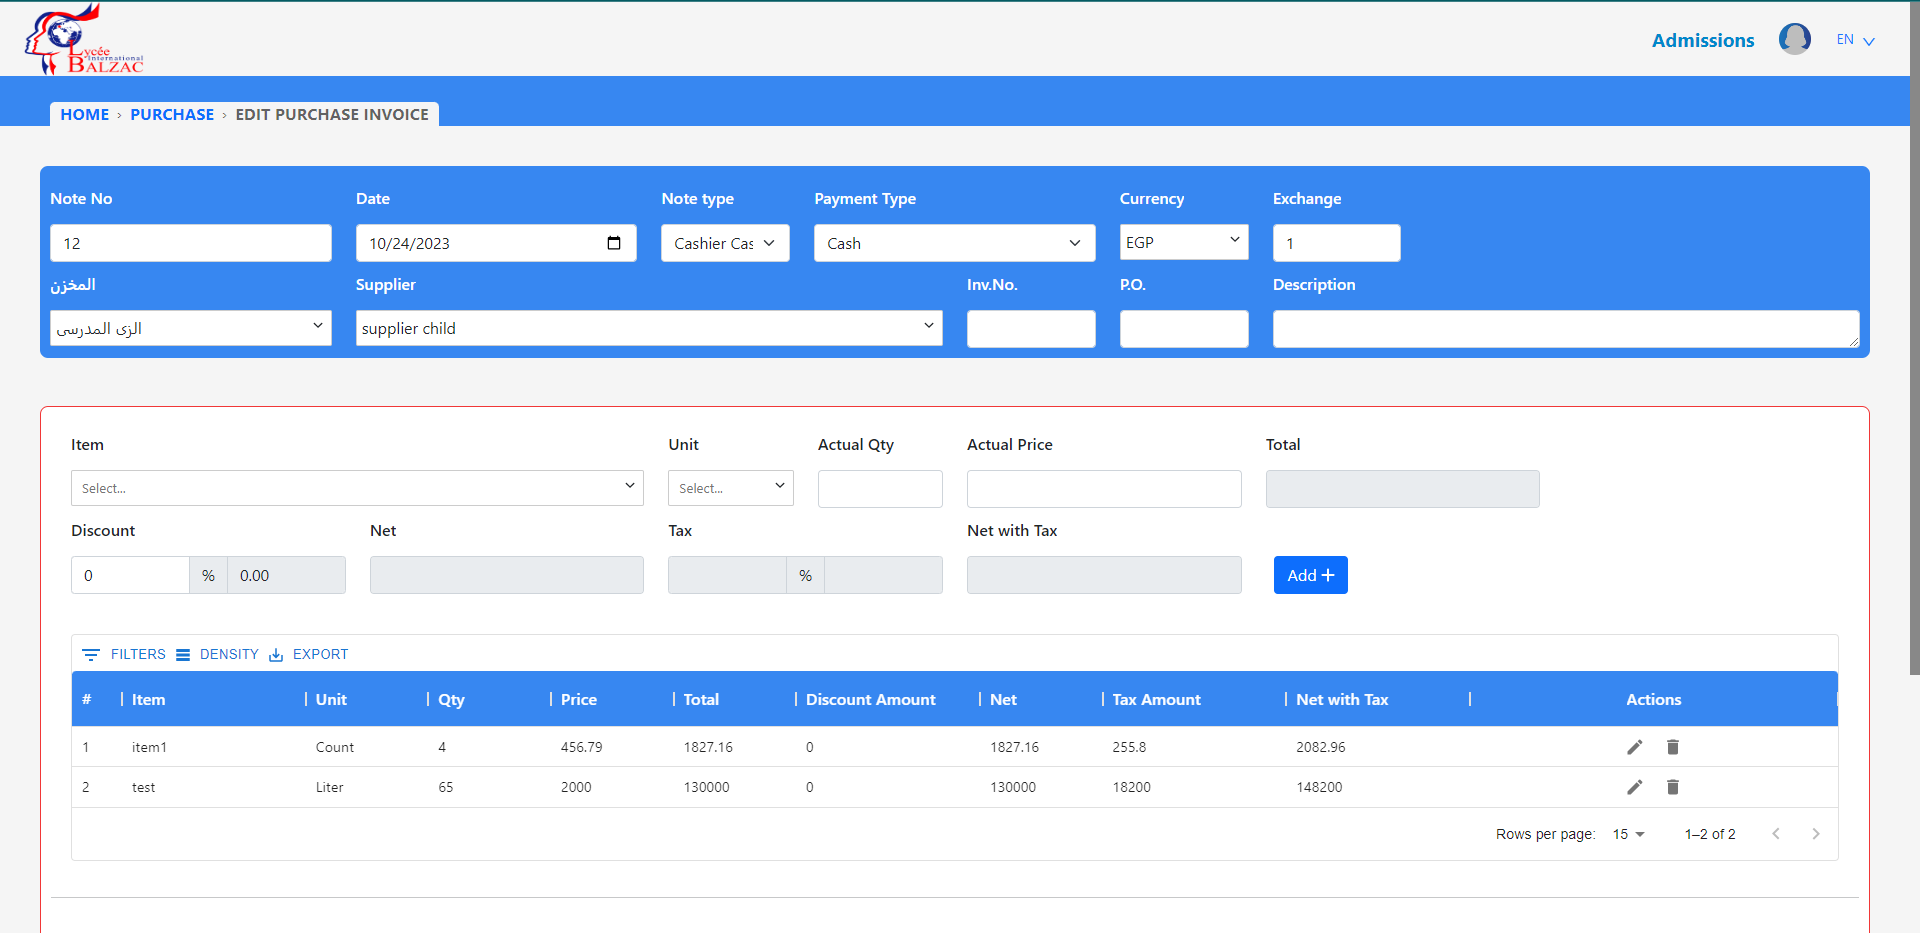 Lycée
International
BALZAC
Admissions
EN
HOME › PURCHASE › EDIT PURCHASE INVOICE
Note No Date Note type Payment Type Currency Exchange
12 10/24/2023 Cashier Cas Cash EGP 1
المخزن Supplier Inv.No. P.O. Description
الزى المدرسى supplier child
Item Unit Actual Qty Actual Price Total
Select... Select...
Discount Net Tax Net with Tax
0 % 0.00 % Add +
FILTERS DENSITY EXPORT
# Item Unit Qty Price Total Discount Amount Net Tax Amount Net with Tax Actions
1 item1 Count 4 456.79 1827.16 0 1827.16 255.8 2082.96
2 test Liter 65 2000 130000 0 130000 18200 148200
Rows per page: 15 1–2 of 2